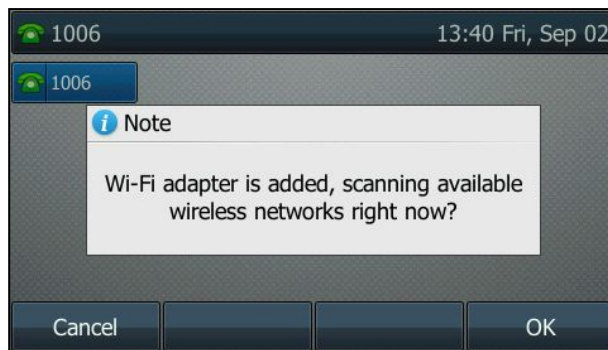 1006 13:40 Fri, Sep 02
1006
Note
Wi-Fi adapter is added, scanning available
wireless networks right now?
Cancel OK